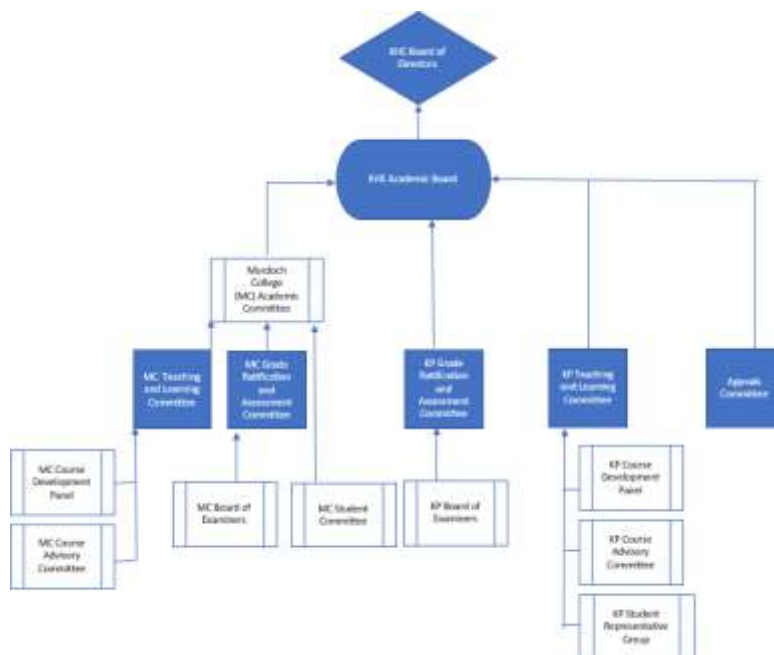 Board of
Directors
Academic Board
Murdoch
College
(MC) Academic
Committee
MC Teaching
and Learning
Committee
MC Grade
Ratification
and
Assessment
Committee
KP Grade
Ratification
and
Assessment
Committee
KP Teaching
and Learning
Committee
Appeals
Committee
MC Course
Development
Panel
MC Board of
Examiners
MC Student
Committee
KP Board of
Examiners
KP Course
Development
Panel
MC Course
Advisory
Committee
KP Course
Advisory
Committee
KP Student
Representative
Group